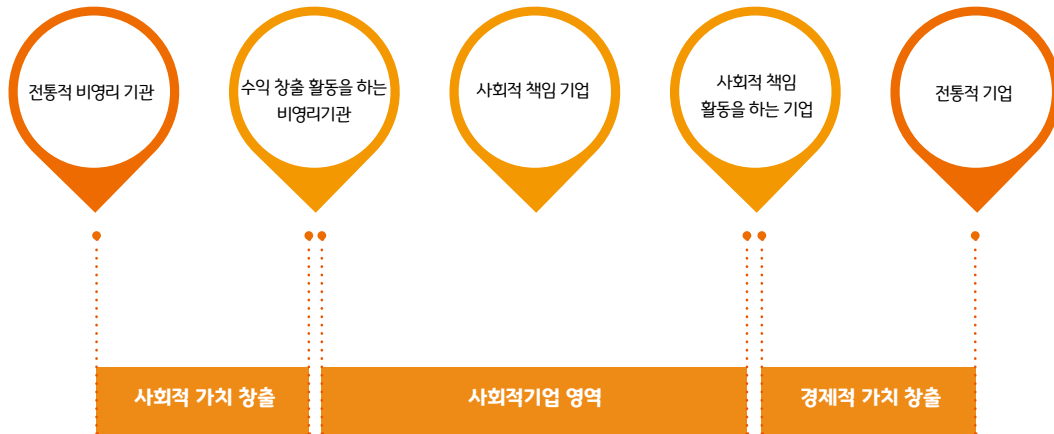 전통적 비영리 기관
수익 창출 활동을 하는
비영리기관
사회적 책임 기업
사회적 책임
활동을 하는 기업
전통적 기업
사회적 가치 창출
사회적기업 영역
경제적 가치 창출